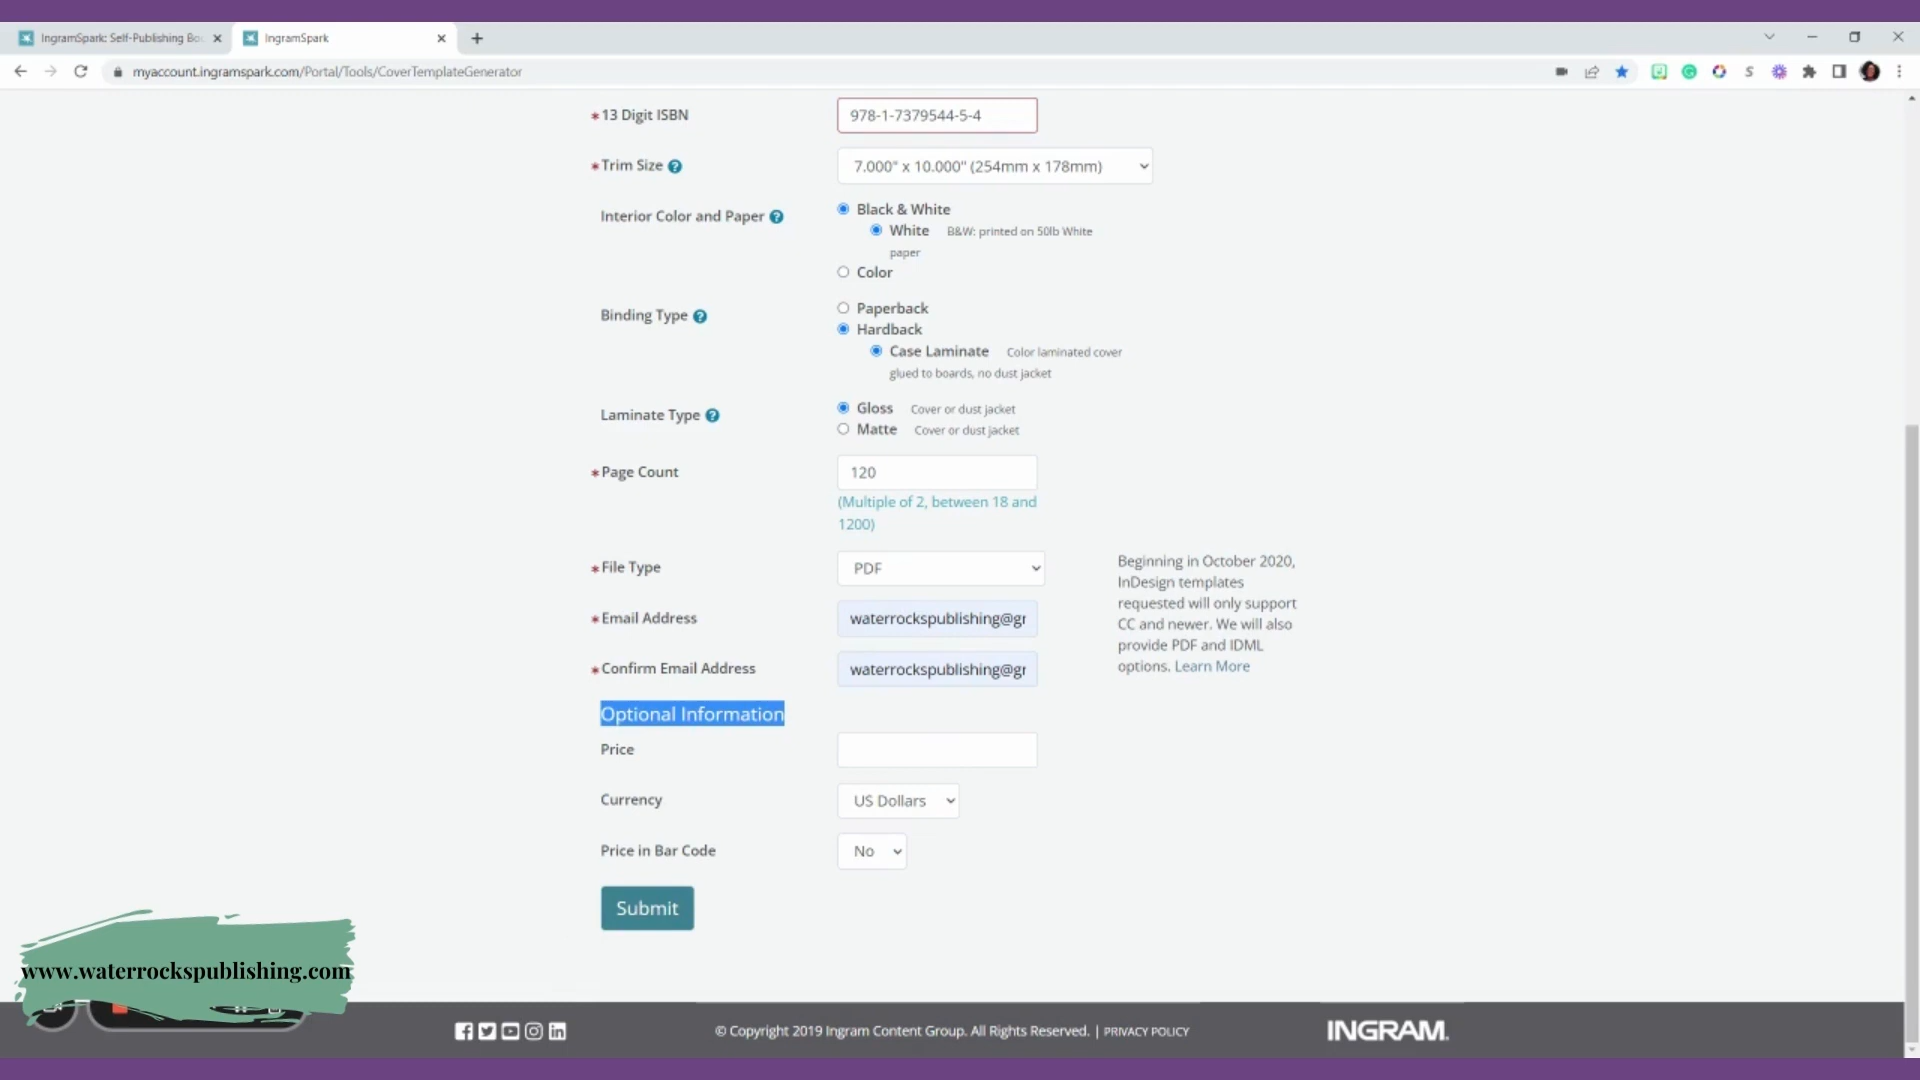 IngramSpark: Self-Publishing Bo
IngramSpark
myaccount.ingramspark.com/Portal/Tools/CoverTemplateGenerator
* 13 Digit ISBN
978-1-7379544-5-4
* Trim Size ?
7.000" x 10.000" (254mm x 178mm)
Interior Color and Paper ?
Black & White
White B&W: printed on 50lb White
paper
Color
Binding Type ?
Paperback
Hardback
Case Laminate Color laminated cover
glued to boards, no dust jacket
Laminate Type ?
Gloss Cover or dust jacket
Matte Cover or dust jacket
* Page Count
120
(Multiple of 2, between 18 and
1200)
* File Type
PDF
Beginning in October 2020,
InDesign templates
requested will only support
CC and newer. We will also
provide PDF and IDML
options. Learn More
* Email Address
waterrockspublishing@gr
* Confirm Email Address
waterrockspublishing@gr
Optional Information
Price
Currency
US Dollars
Price in Bar Code
No
Submit
www.waterrockspublishing.com
© Copyright 2019 Ingram Content Group. All Rights Reserved. | PRIVACY POLICY
INGRAM.